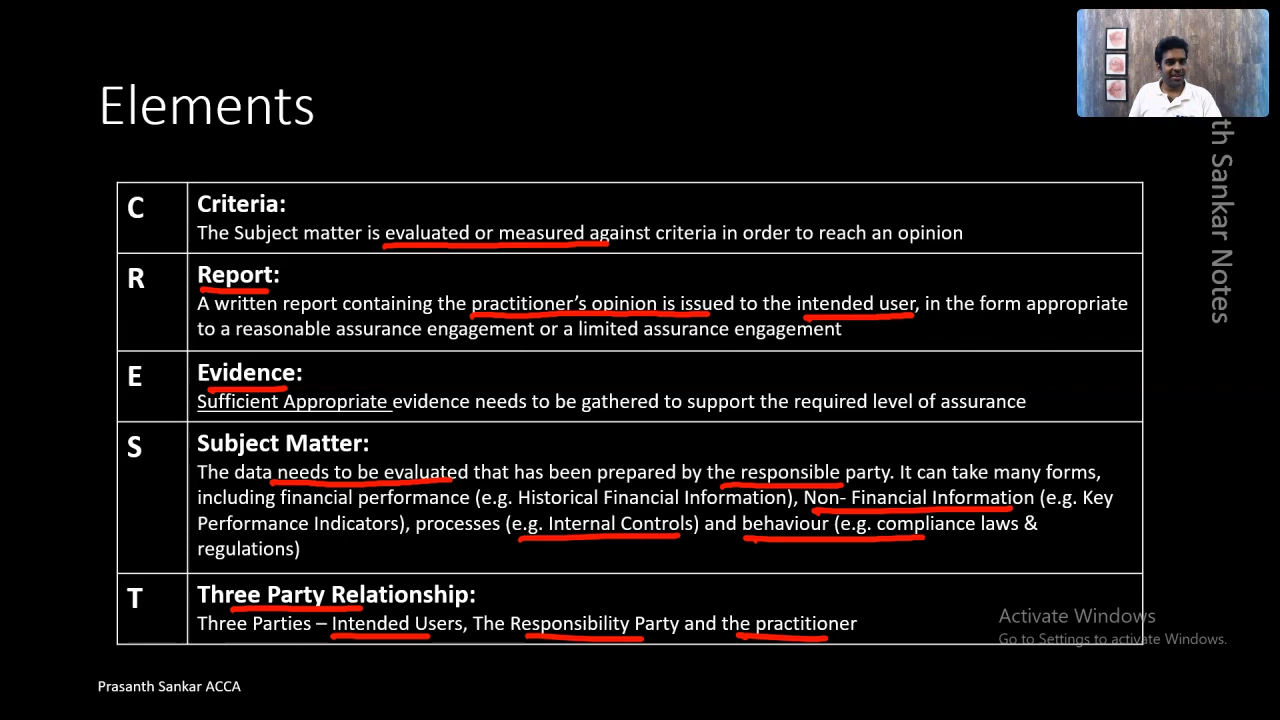 Elements
C
Criteria:
The Subject matter is evaluated or measured against criteria in order to reach an opinion
R
Report:
A written report containing the practitioner's opinion is issued to the intended user, in the form appropriate
to a reasonable assurance engagement or a limited assurance engagement
E
Evidence:
Sufficient Appropriate evidence needs to be gathered to support the required level of assurance
S
Subject Matter:
The data needs to be evaluated that has been prepared by the responsible party. It can take many forms,
including financial performance (e.g. Historical Financial Information), Non- Financial Information (e.g. Key
Performance Indicators), processes (e.g. Internal Controls) and behaviour (e.g. compliance laws &
regulations)
T
Three Party Relationship:
Three Parties – Intended Users, The Responsibility Party and the practitioner
th Sankar Notes
Activate Windows
Go to Settings to activate Windows.
Prasanth Sankar ACCA